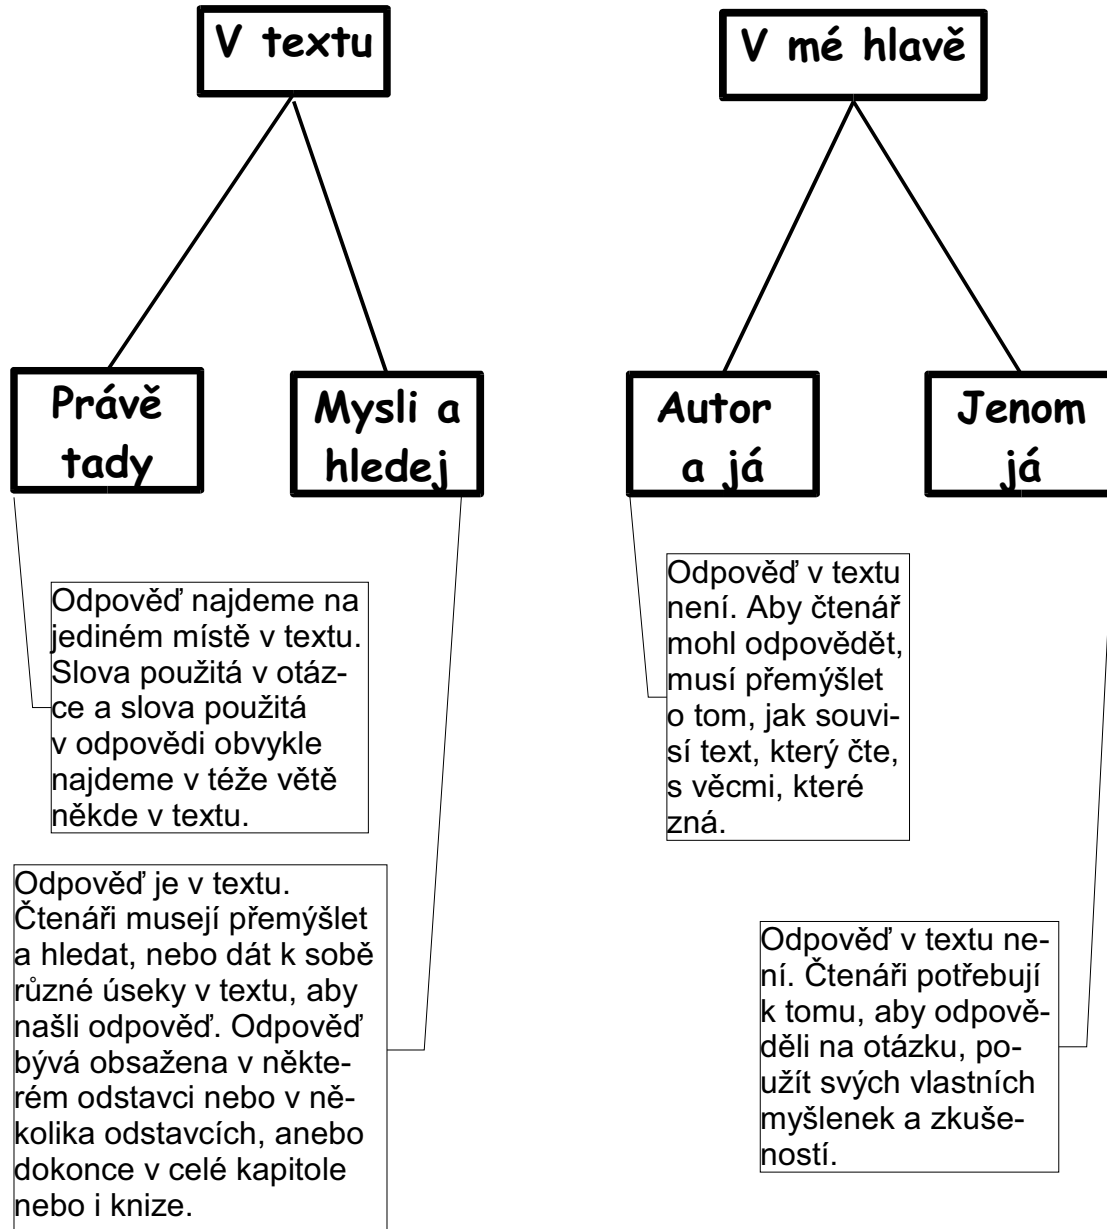 V textu
V mé hlavě
Právě
tady
Mysli a
hledej
Autor
a já
Jenom
já
Odpověď najdeme na
jediném místě v textu.
Slova použitá v otáz-
ce a slova použitá
v odpovědi obvykle
najdeme v téže větě
někde v textu.
Odpověď je v textu.
Čtenáři musejí přemýšlet
a hledat, nebo dát k sobě
různé úseky v textu, aby
našli odpověď. Odpověď
bývá obsažena v někte-
rém odstavci nebo v ně-
kolika odstavcích, anebo
dokonce v celé kapitole
nebo i knize.
Odpověď v textu
není. Aby čtenář
mohl odpovědět,
musí přemýšlet
o tom, jak souvi-
sí text, který čte,
s věcmi, které
zná.
Odpověď v textu ne-
ní. Čtenáři potřebují
k tomu, aby odpově-
děli na otázku, po-
užít svých vlastních
myšlenek a zkuše-
ností.